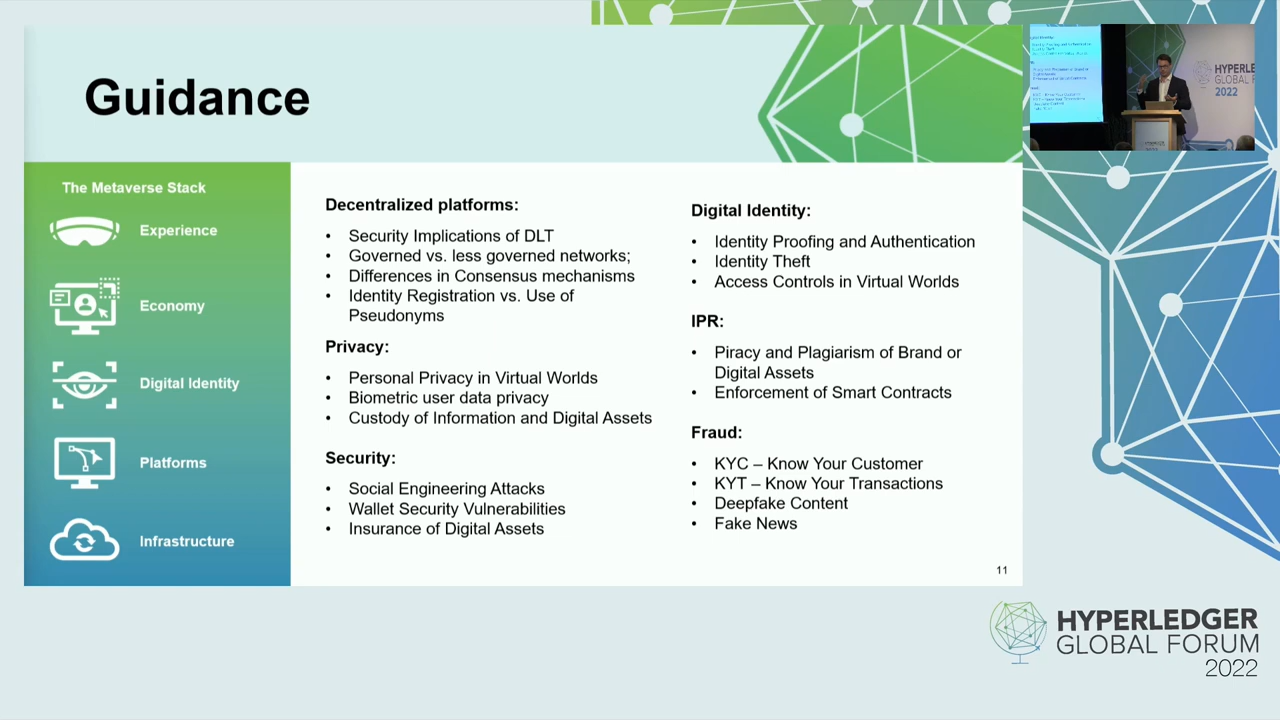 Guidance
The Metaverse Stack
Experience
Economy
Digital Identity
Platforms
Infrastructure
Decentralized platforms:
• Security Implications of DLT
• Governed vs. less governed networks;
• Differences in Consensus mechanisms
• Identity Registration vs. Use of
Pseudonyms
Privacy:
• Personal Privacy in Virtual Worlds
• Biometric user data privacy
• Custody of Information and Digital Assets
Security:
• Social Engineering Attacks
• Wallet Security Vulnerabilities
• Insurance of Digital Assets
Digital Identity:
• Identity Proofing and Authentication
• Identity Theft
• Access Controls in Virtual Worlds
IPR:
• Piracy and Plagiarism of Brand or
Digital Assets
• Enforcement of Smart Contracts
Fraud:
• KYC – Know Your Customer
• KYT – Know Your Transactions
• Deepfake Content
• Fake News
11
HYPERLED
GLOBAL F
2022
HYPERLEDGER
GLOBAL FORUM
2022